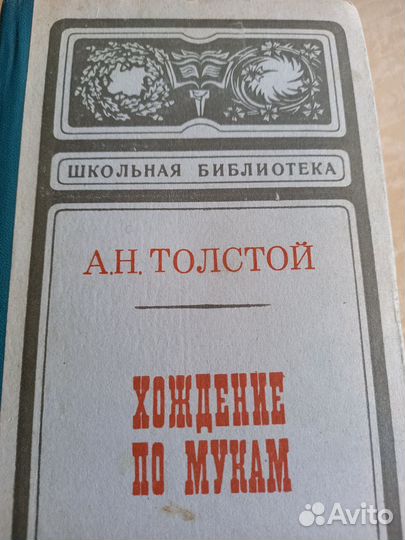 ШКОЛЬНАЯ БИБЛИОТЕКА
А.Н. ТОЛСТОЙ
ХОЖДЕНИЕ
ПО МУКАМ
Avito